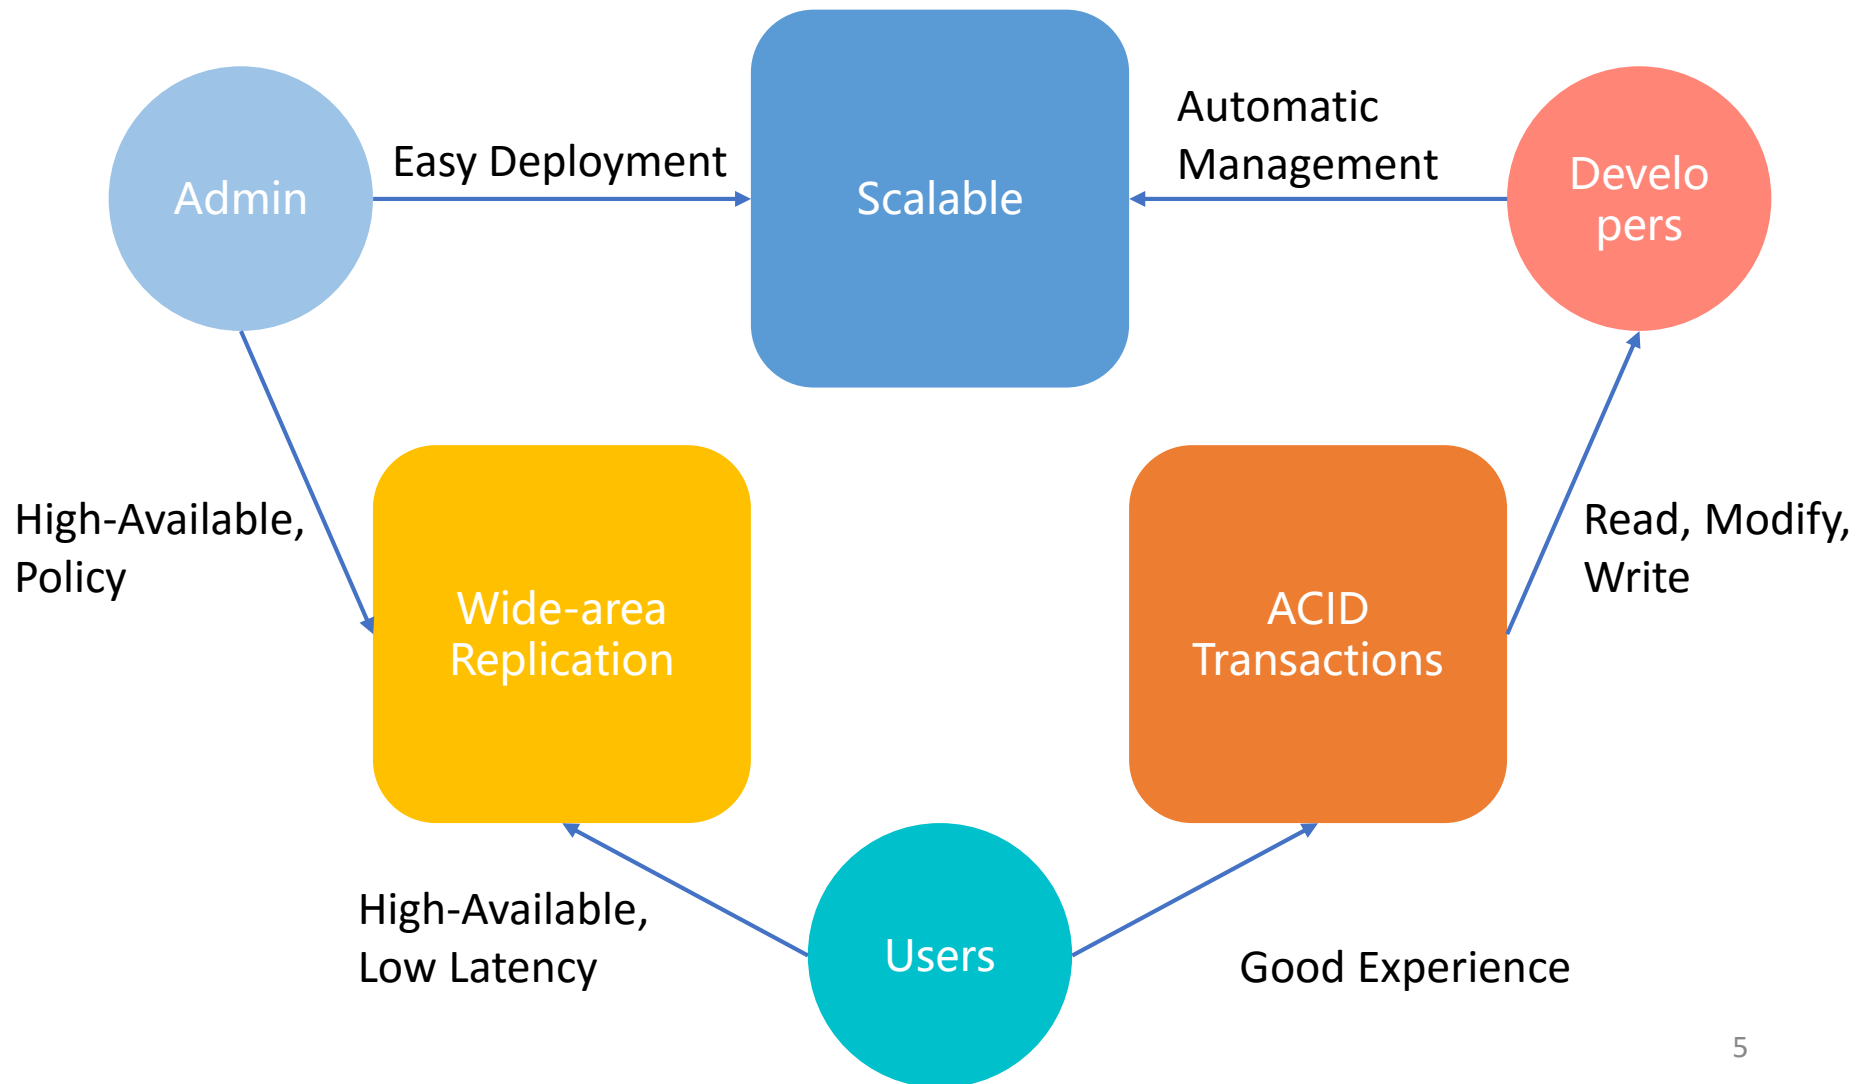 Admin
Easy Deployment
Scalable
Automatic
Management
Develo
pers
High-Available,
Policy
Wide-area
Replication
ACID
Transactions
Read, Modify,
Write
High-Available,
Low Latency
Users
Good Experience
5